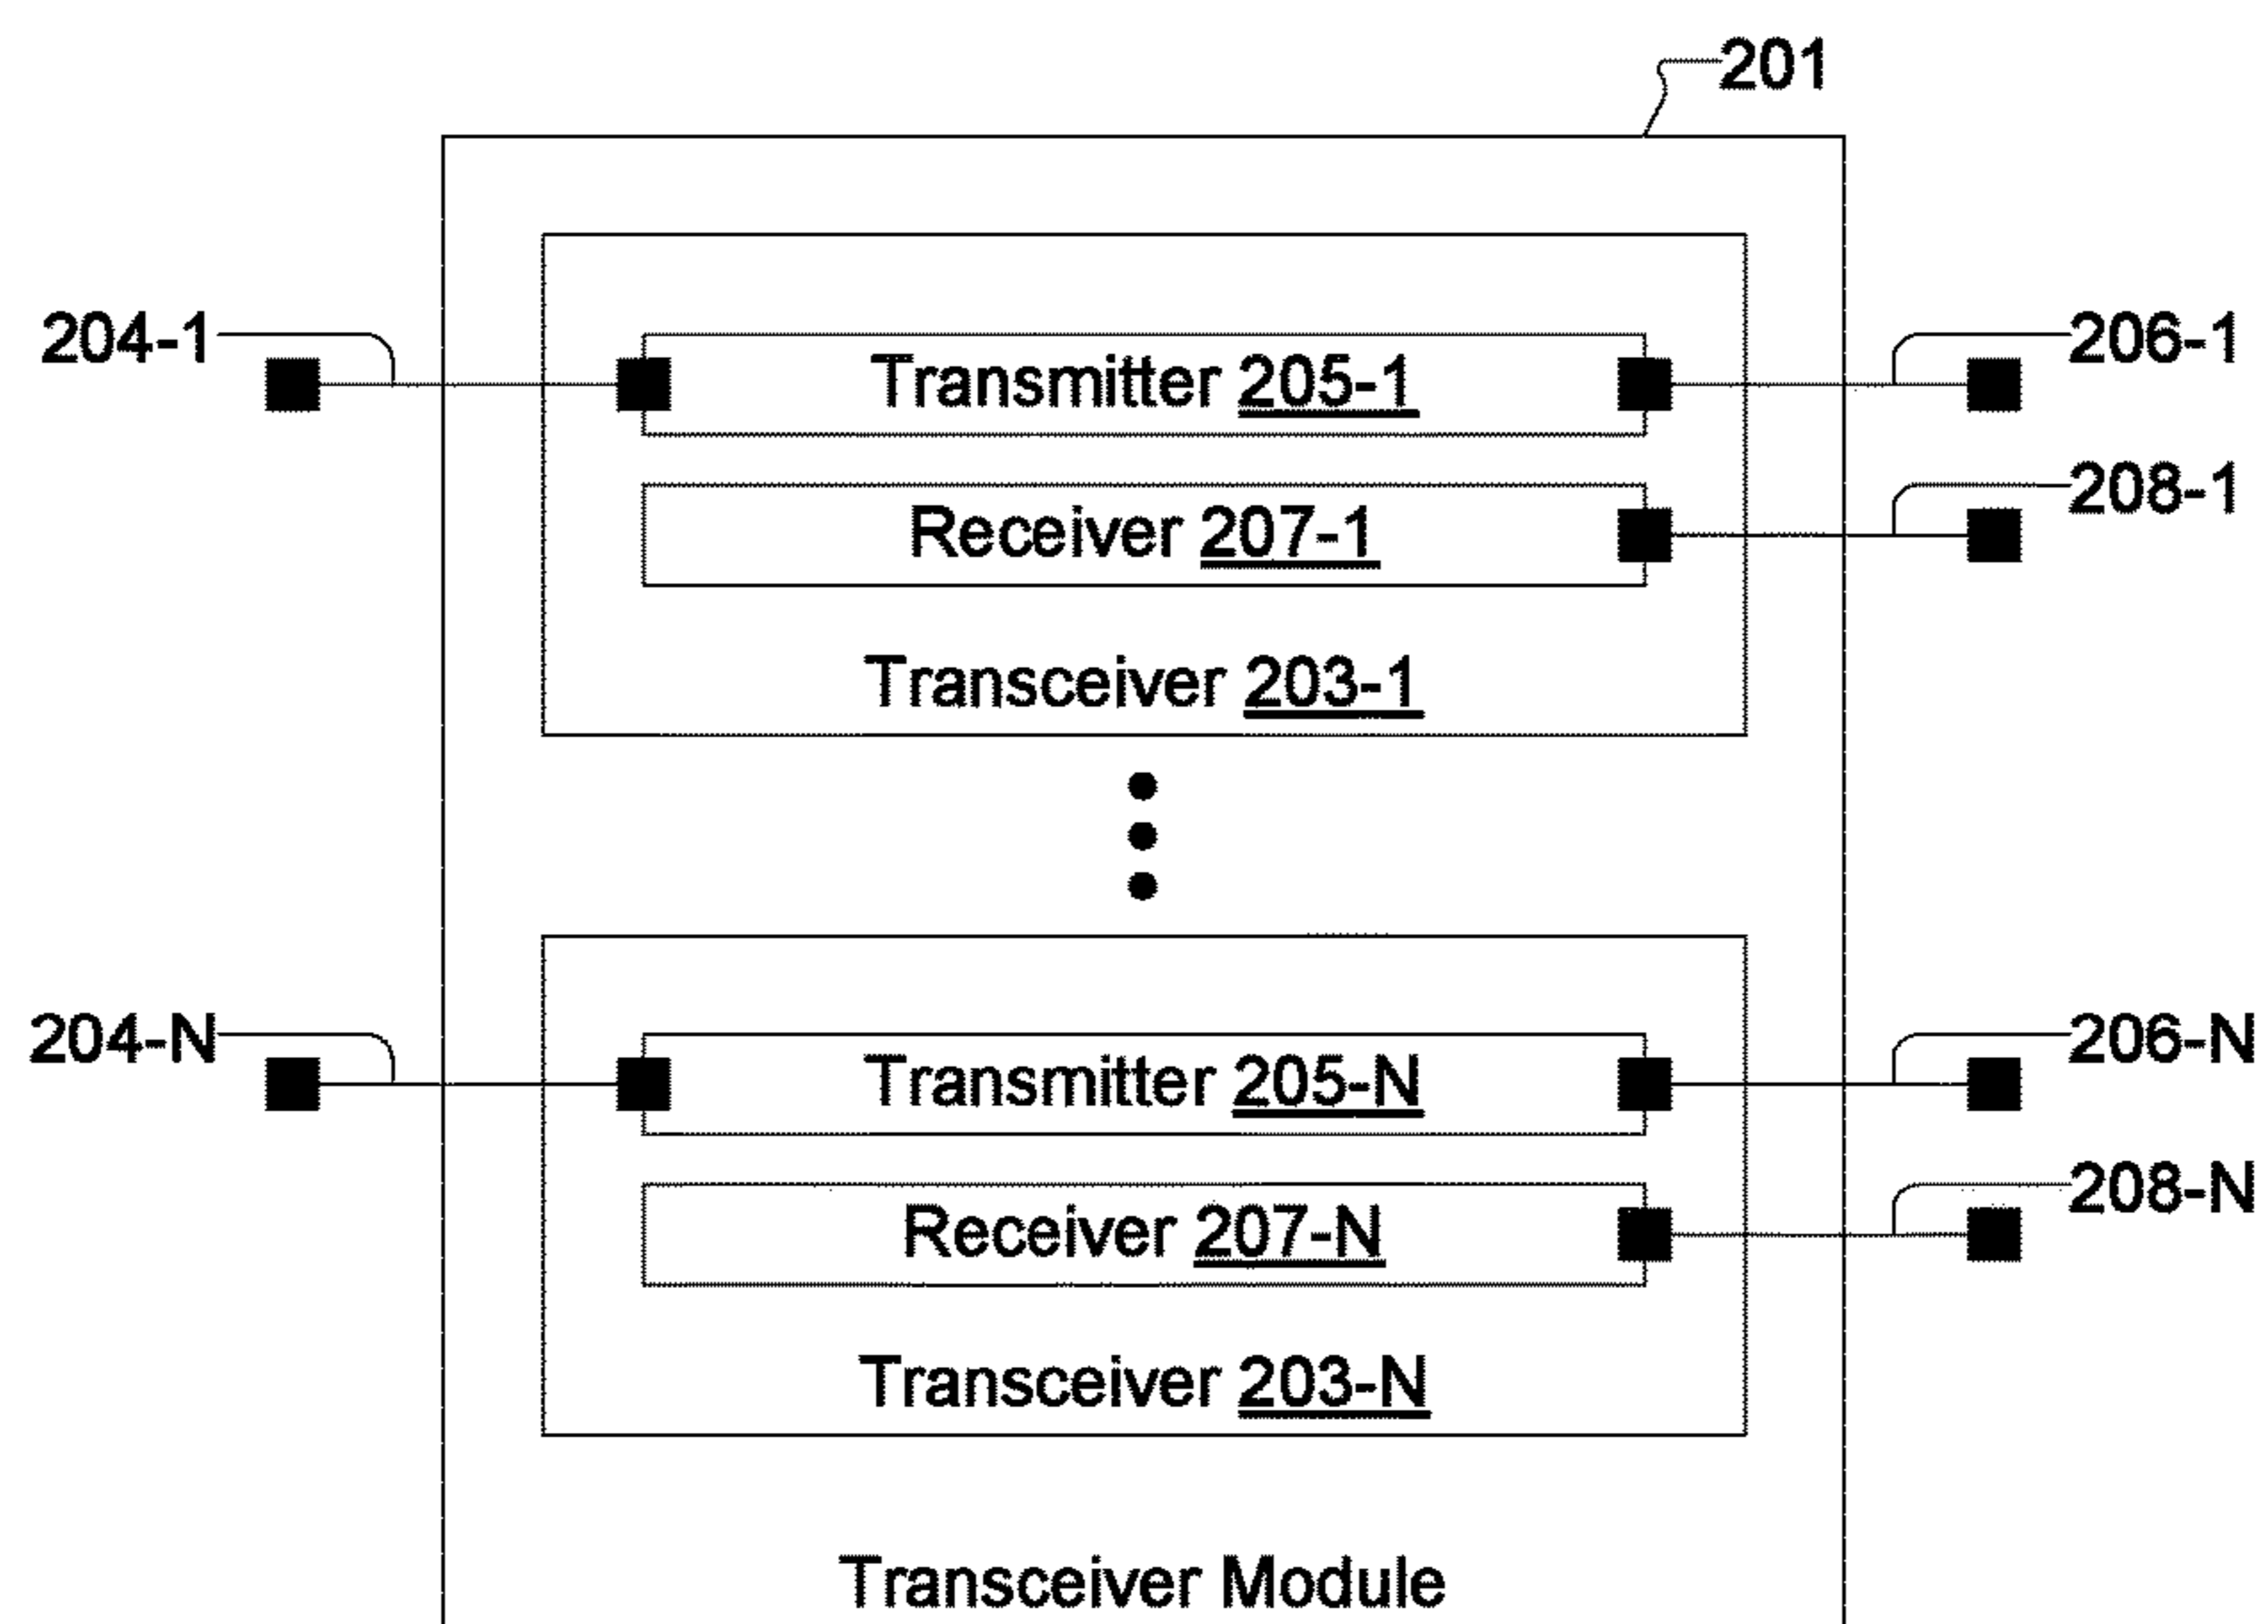 201
204-1
Transmitter 205-1
206-1
Receiver 207-1
208-1
Transceiver 203-1
204-N
Transmitter 205-N
206-N
Receiver 207-N
208-N
Transceiver 203-N
Transceiver Module